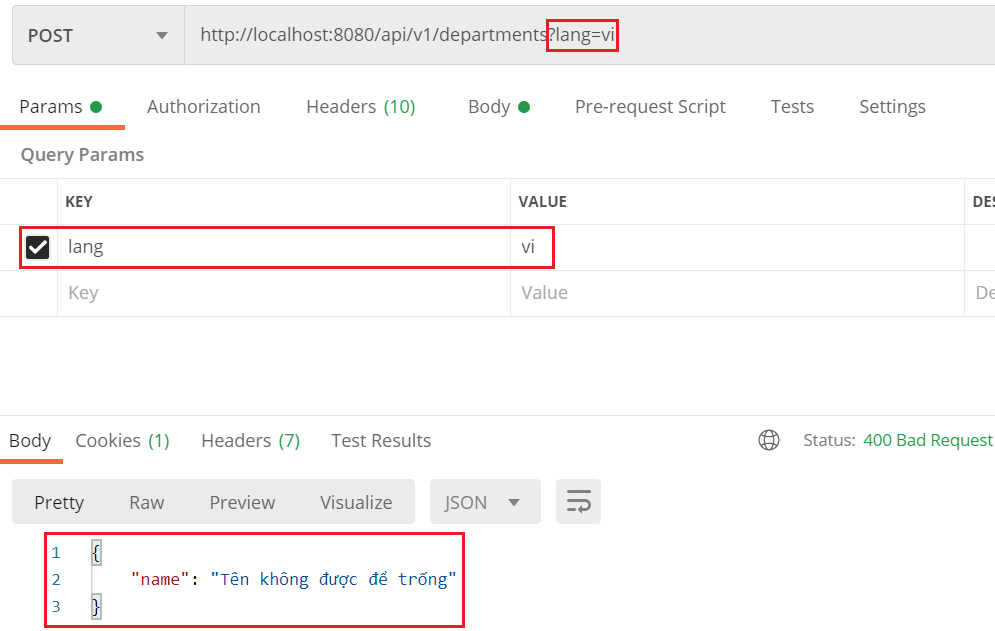 POST http://localhost:8080/api/v1/departments?lang=vi
Params Authorization Headers (10) Body Pre-request Script Tests Settings
Query Params
KEY VALUE DES
lang vi
Key Value De
Body Cookies (1) Headers (7) Test Results Status: 400 Bad Request
Pretty Raw Preview Visualize JSON
1 {
2 "name": "Tên không được để trống"
3 }